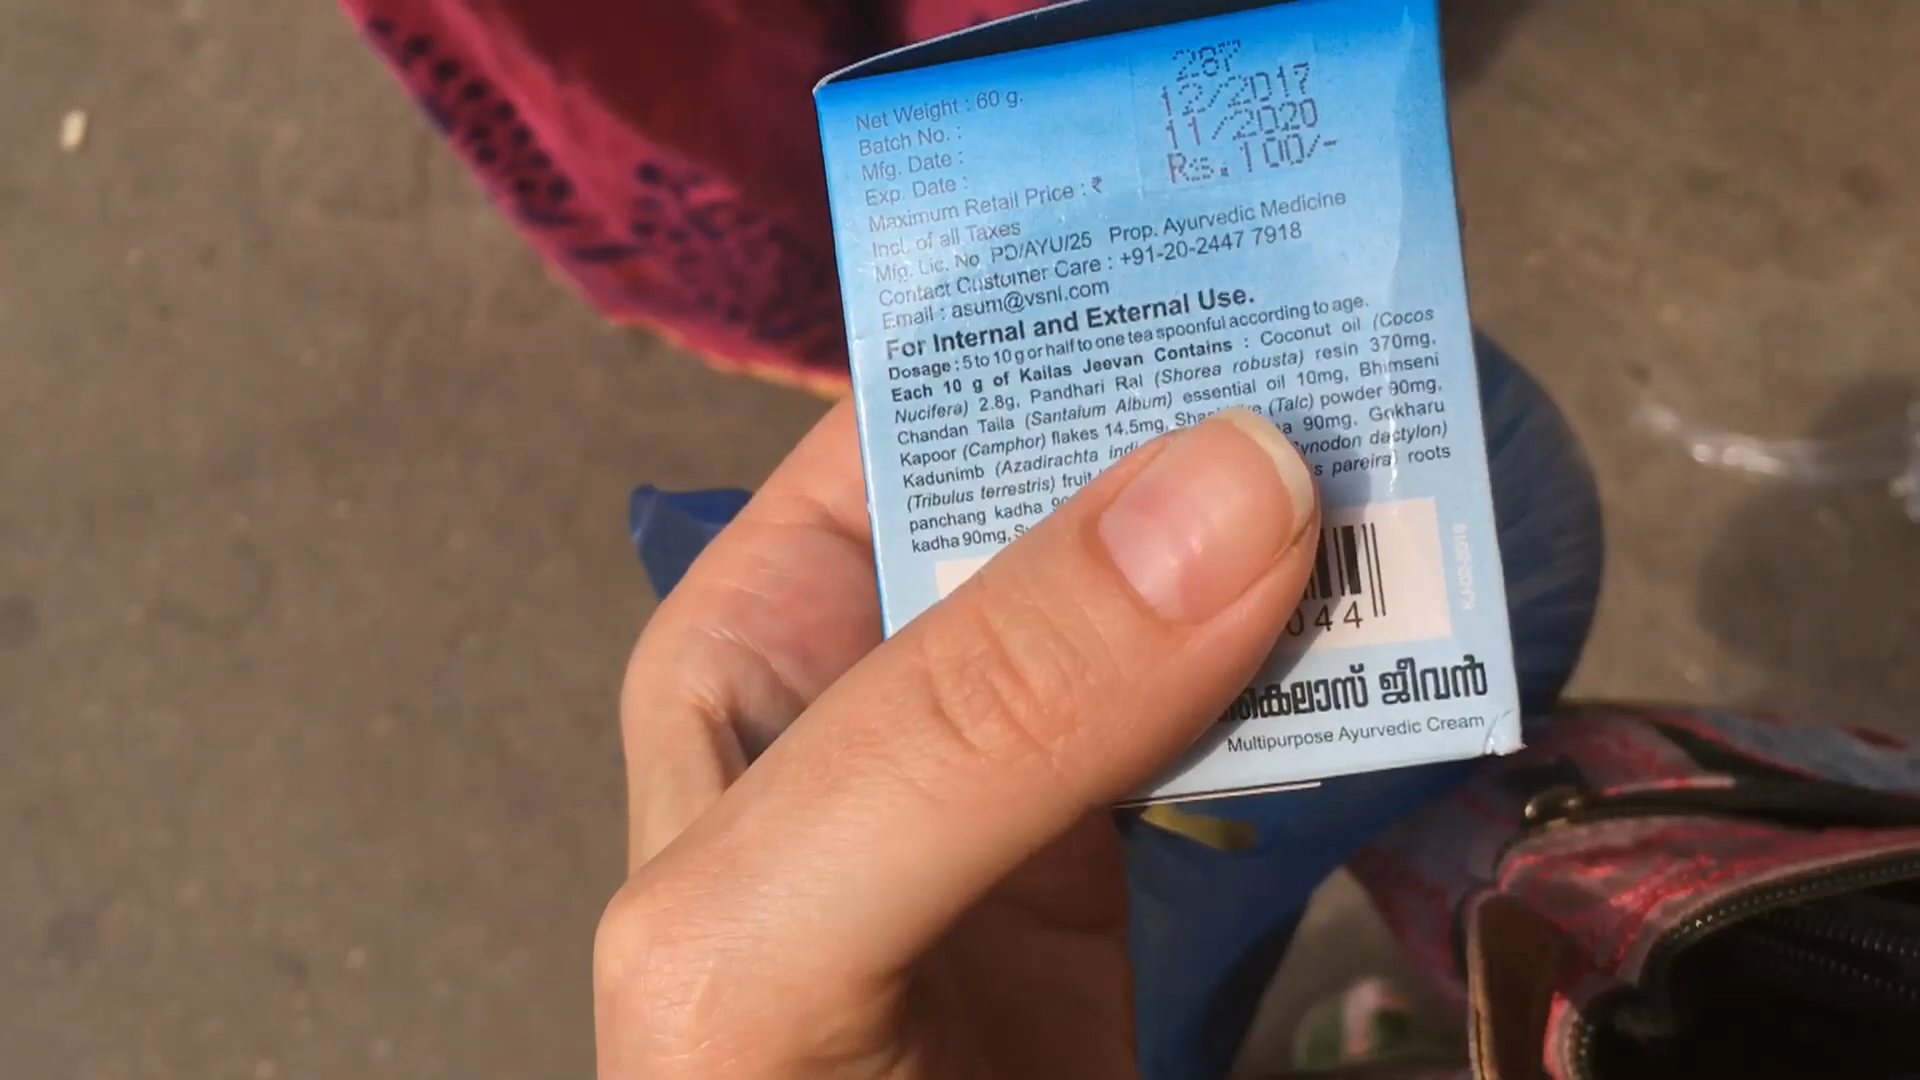 287
12/2017
11/2020
Rs.100/-
Net Weight : 60 g.
Batch No. :
Mfg. Date :
Exp. Date :
Maximum Retail Price : ₹
Incl. of all Taxes
Mfg. Lic. No PD/AYU/25 Prop. Ayurvedic Medicine
Contact Customer Care : +91-20-2447 7918
Email : asum@vsnl.com
For Internal and External Use.
Dosage : 5 to 10 g or half to one tea spoonful according to age.
Each 10 g of Kailas Jeevan Contains : Coconut oil (Cocos
Nucifera) 2.8g, Pandhari Ral (Shorea robusta) resin 370mg,
Chandan Taila (Santalum Album) essential oil 10mg, Bhimseni
Kapoor (Camphor) flakes 14.5mg, (Talc) powder 90mg,
Kadunimb (Azadirachta 90mg, Gokharu
(Tribulus terrestris) fruit dactylon)
panchang kadha pareira) roots
kadha 90mg,
044
കൈലാസ് ജീവൻ
Multipurpose Ayurvedic Cream